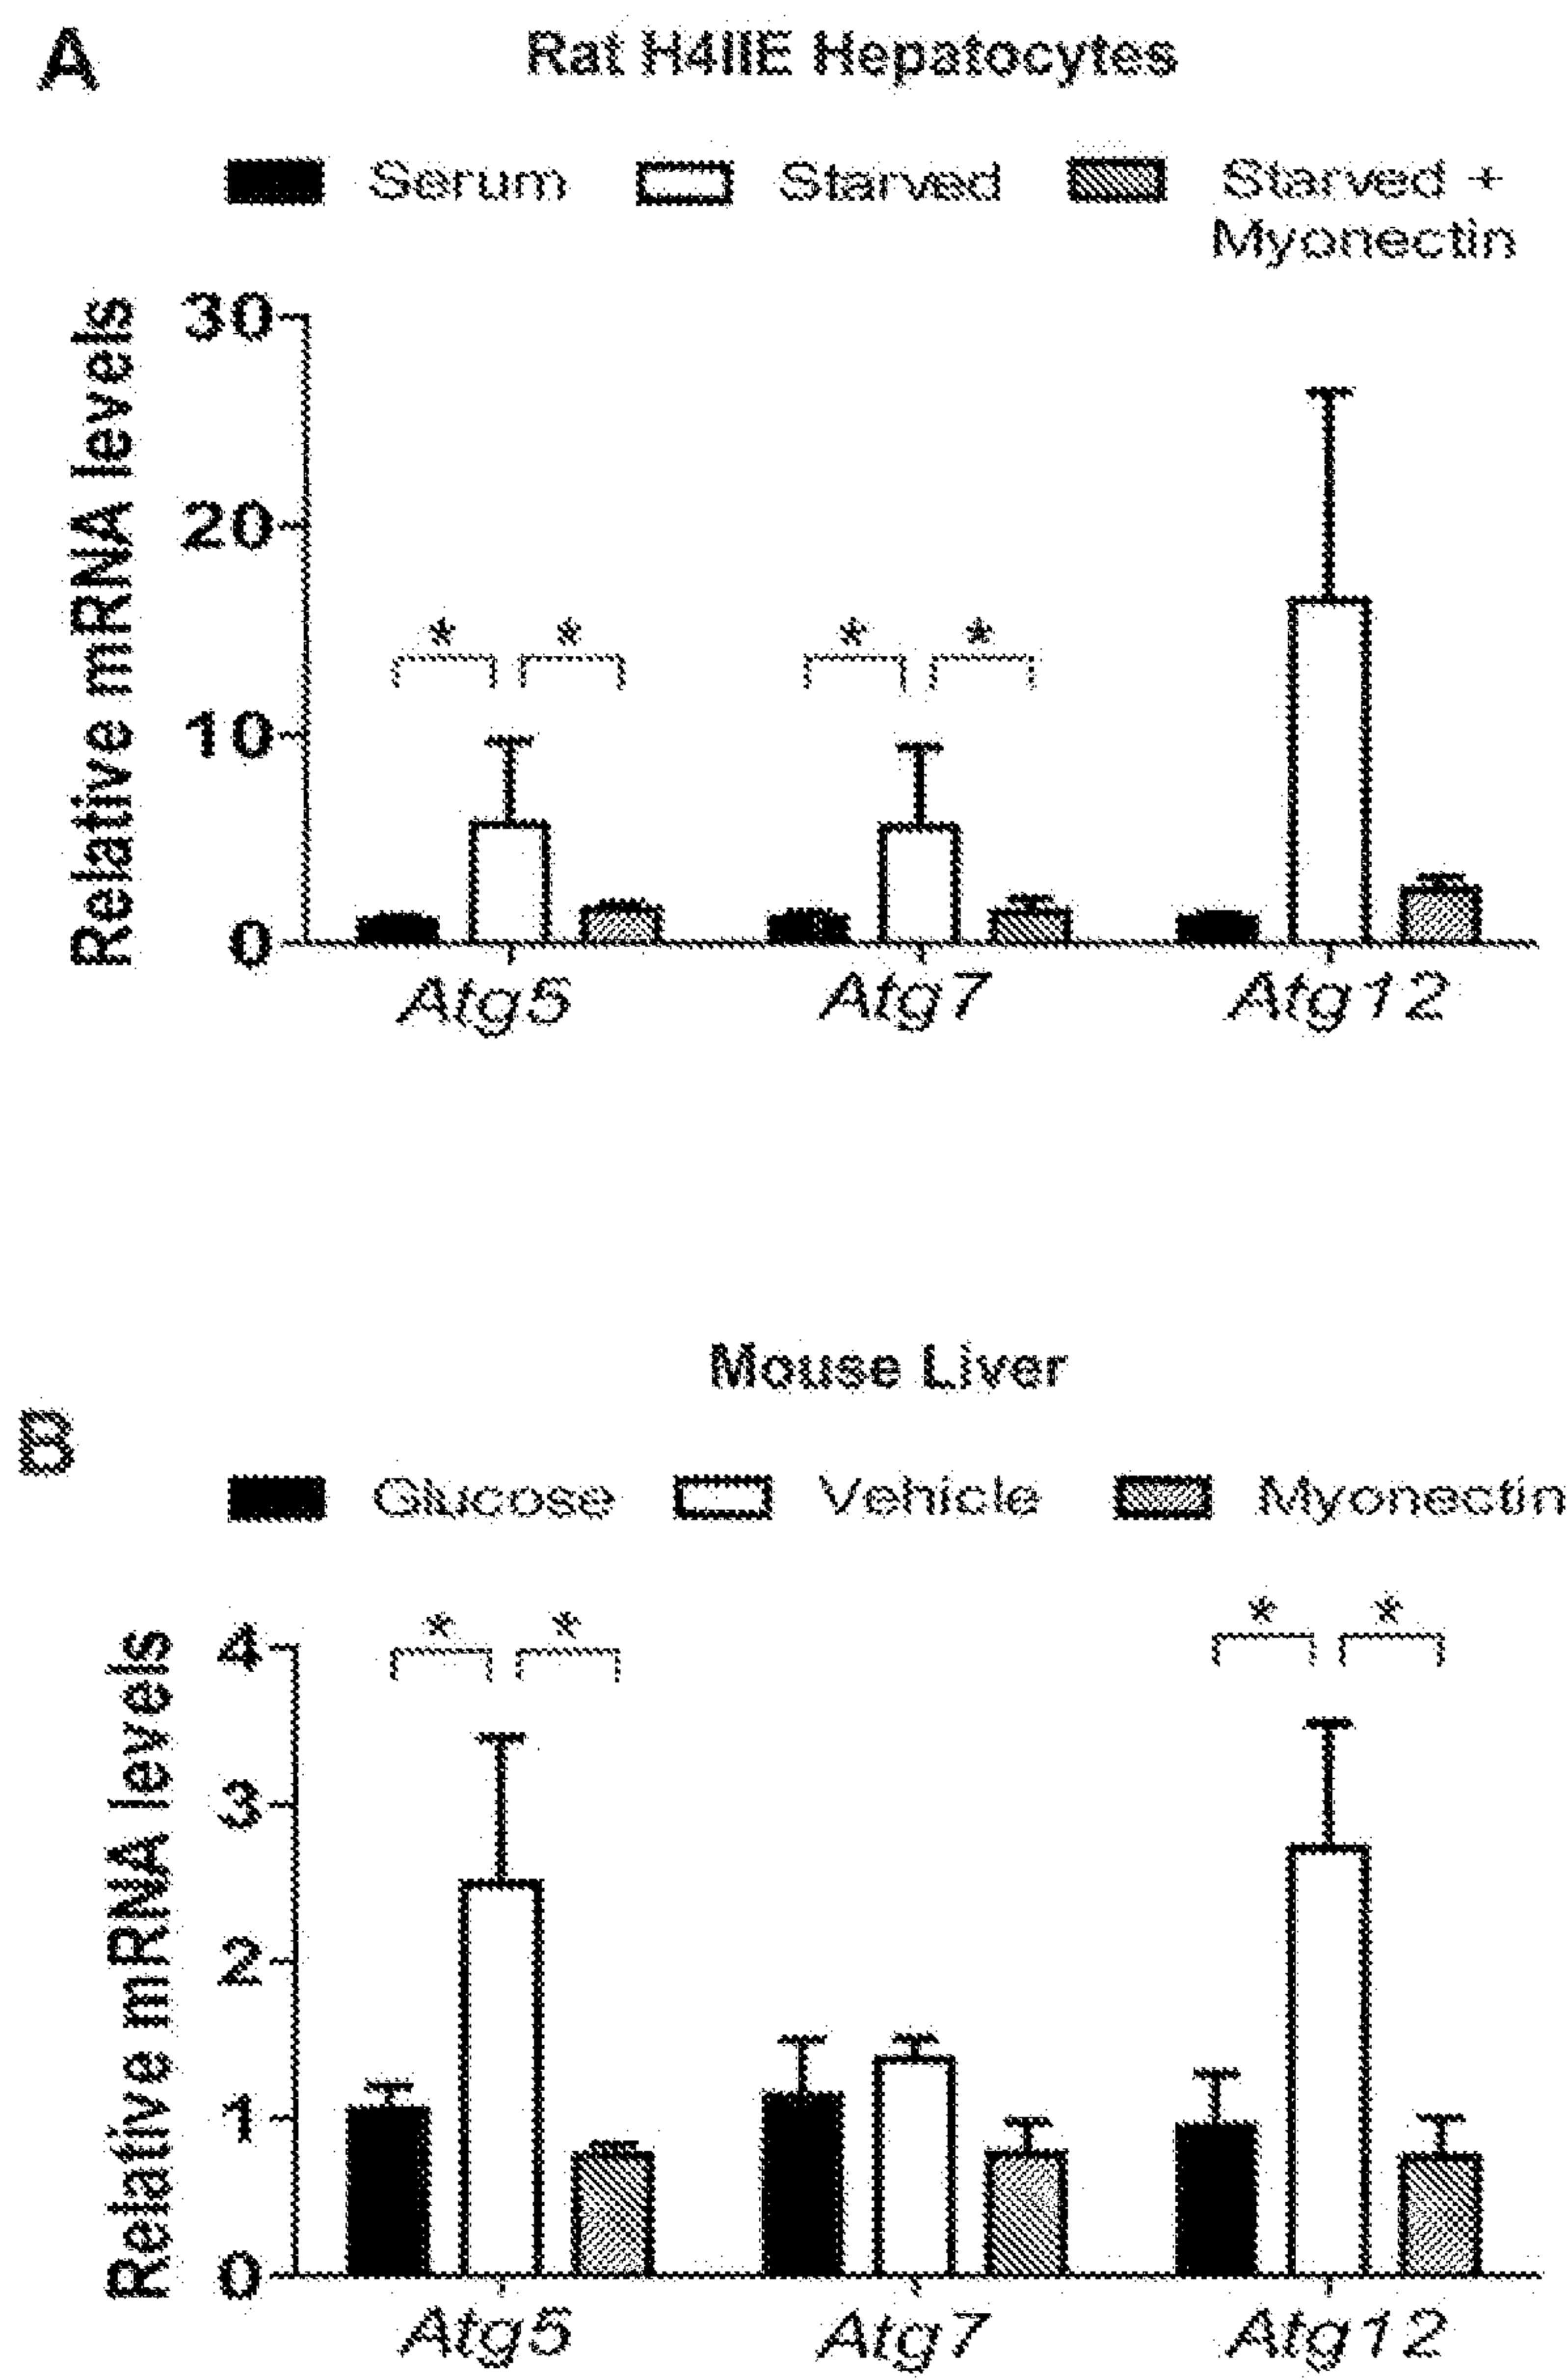 A
Rat H4IIE Hepatocytes
Serum Starved Starved +
Myonectin
Relative mRNA levels
30
20
10
0
* * * *
Atg5 Atg7 Atg12
Mouse Liver
B
Glucose Vehicle Myonectin
Relative mRNA levels
4
3
2
1
0
* * * *
Atg5 Atg7 Atg12